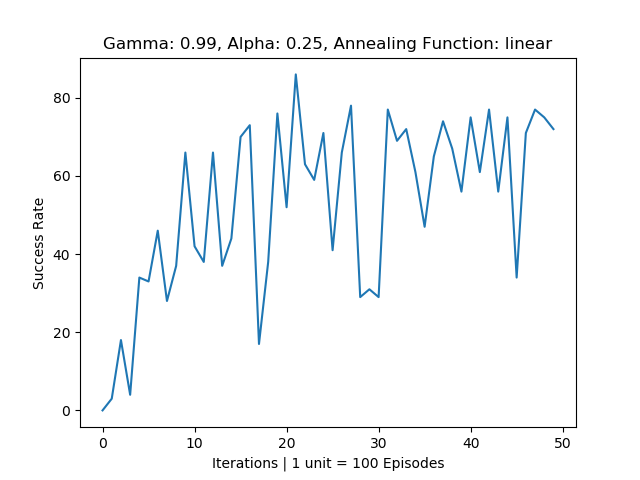 Gamma: 0.99, Alpha: 0.25, Annealing Function: linear
80
60
40
20
0
Success Rate
0 10 20 30 40 50
Iterations | 1 unit = 100 Episodes